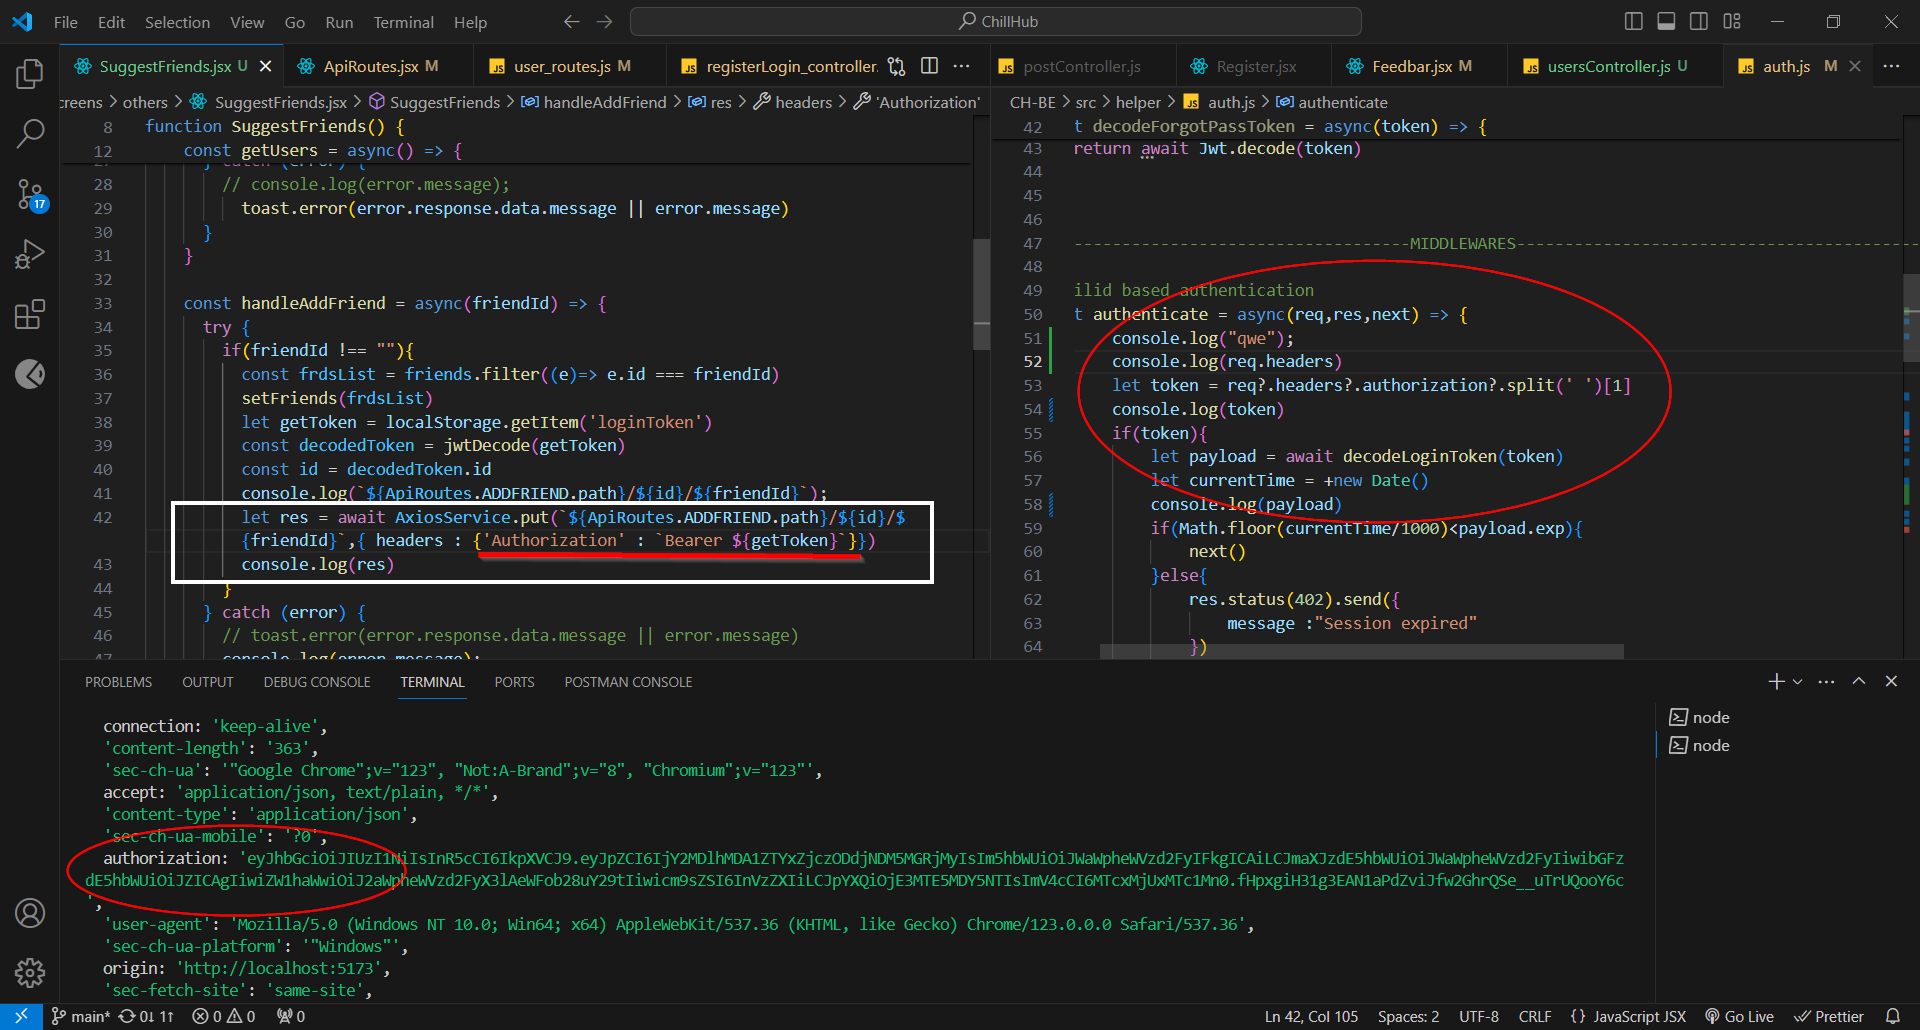 File Edit Selection View Go Run Terminal Help
ChillHub
SuggestFriends.jsx U
ApiRoutes.jsx M
JS user_routes.js M
JS registerLogin_controller.
JS postController.js
Register.jsx
Feedbar.jsx M
JS usersController.js U
JS auth.js M
creens > others > SuggestFriends.jsx > SuggestFriends > handleAddFriend > res > headers > 'Authorization'
8 function SuggestFriends() {
12 const getUsers = async() => {
} catch (error) {
28 // console.log(error.message);
29 toast.error(error.response.data.message || error.message)
30 }
31 }
32
33 const handleAddFriend = async(friendId) => {
34 try {
35 if(friendId !== ""){
36 const frdsList = friends.filter((e)=> e.id === friendId)
37 setFriends(frdsList)
38 let getToken = localStorage.getItem('loginToken')
39 const decodedToken = jwtDecode(getToken)
40 const id = decodedToken.id
41 console.log(`${ApiRoutes.ADDFRIEND.path}/${id}/${friendId}`);
42 let res = await AxiosService.put(`${ApiRoutes.ADDFRIEND.path}/${id}/$
{friendId}`,{ headers : {'Authorization' : `Bearer ${getToken}`}})
43 console.log(res)
44 }
45 } catch (error) {
46 // toast.error(error.response.data.message || error.message)
47 console.log(error.message);
CH-BE > src > helper > JS auth.js > authenticate
42 t decodeForgotPassToken = async(token) => {
43 return await Jwt.decode(token)
44
45
46
47 -----------------------------------MIDDLEWARES------------------------------------------
48
49 ilid based authentication
50 t authenticate = async(req,res,next) => {
51 console.log("qwe");
52 console.log(req.headers)
53 let token = req?.headers?.authorization?.split(' ')[1]
54 console.log(token)
55 if(token){
56 let payload = await decodeLoginToken(token)
57 let currentTime = +new Date()
58 console.log(payload)
59 if(Math.floor(currentTime/1000)<payload.exp){
60 next()
61 }else{
62 res.status(402).send({
63 message :"Session expired"
64 })
17
PROBLEMS OUTPUT DEBUG CONSOLE TERMINAL PORTS POSTMAN CONSOLE
connection: 'keep-alive',
'content-length': '363',
'sec-ch-ua': '"Google Chrome";v="123", "Not:A-Brand";v="8", "Chromium";v="123"',
accept: 'application/json, text/plain, */*',
'content-type': 'application/json',
'sec-ch-ua-mobile': '?0',
authorization: 'eyJhbGciOiJIUzI1NiIsInR5cCI6IkpXVCJ9.eyJpZCI6IjY2MDlhMDA1ZTYxZjczODdjNDM5MGRjMyIsIm5hbWUiOiJWaWpheWVzd2FyIFkgICAiLCJmaXJzdE5hbWUiOiJWaWpheWVzd2FyIiwibGFz
dE5hbWUiOiJZICAgIiwiZW1haWwiOiJ2aWpheWVzd2FyX3lAeWFob28uY29tIiwicm9sZSI6InVzZXIiLCJpYXQiOjE3MTE5MDY5NTIsImV4cCI6MTcxMjUxMTc1Mn0.fHpxgiH31g3EAN1aPdZviJfw2GhrQSe__uTrUQooY6c
',
'user-agent': 'Mozilla/5.0 (Windows NT 10.0; Win64; x64) AppleWebKit/537.36 (KHTML, like Gecko) Chrome/123.0.0.0 Safari/537.36',
'sec-ch-ua-platform': '"Windows"',
origin: 'http://localhost:5173',
'sec-fetch-site': 'same-site',
node
node
main* 0↓ 1↑ 0 0 0
Ln 42, Col 105 Spaces: 2 UTF-8 CRLF {} JavaScript JSX Go Live Prettier